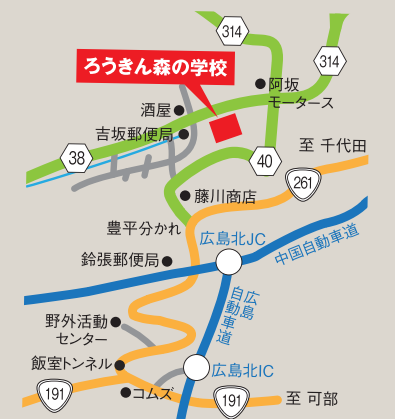 314
314
ろうきん森の学校
阿坂
モータース
酒屋
吉坂郵便局
至 千代田
38
40
261
藤川商店
豊平分かれ
広島北JC
中国自動車道
鈴張郵便局
広島
自動車道
野外活動
センター
飯室トンネル
広島北IC
コムズ
191
191
至 可部